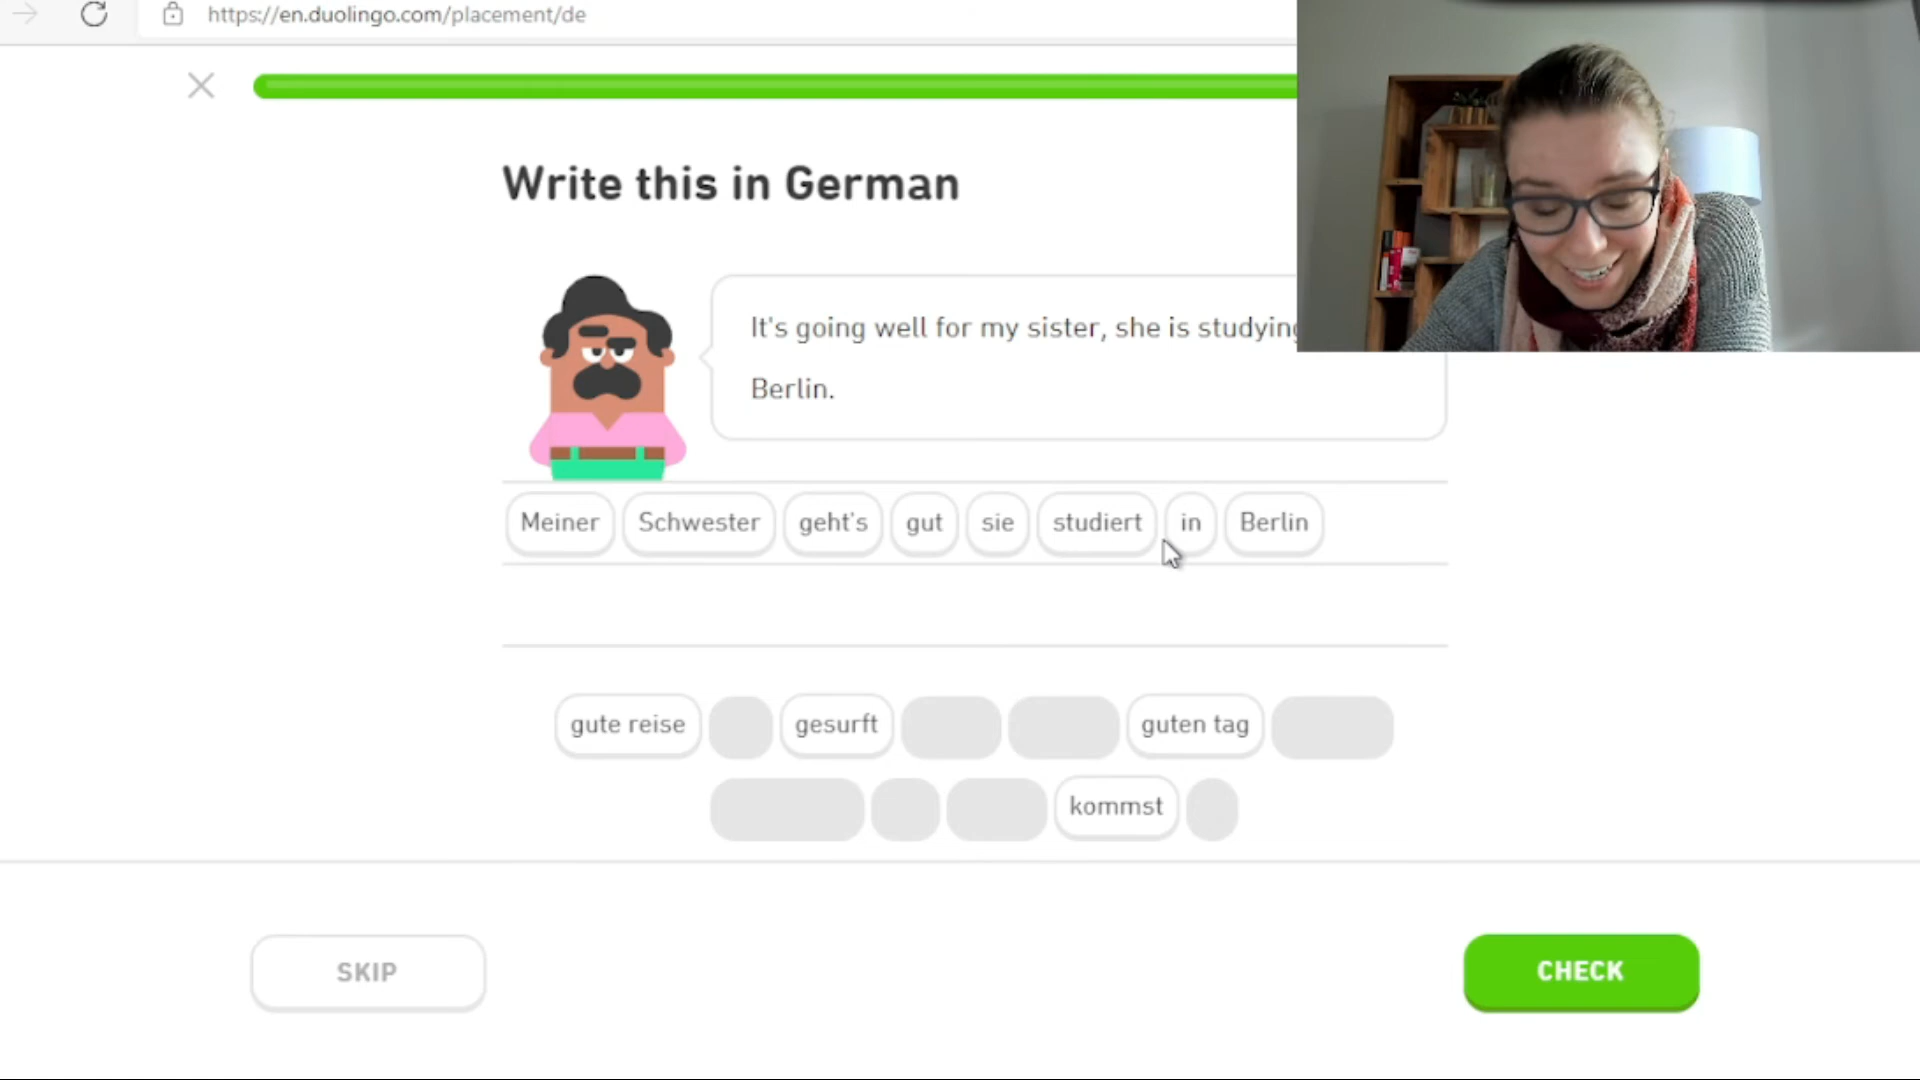 https://en.duolingo.com/placement/de
Write this in German
It's going well for my sister, she is studying
Berlin.
Meiner Schwester geht's gut sie studiert in Berlin
gute reise gesurft guten tag
kommst
SKIP CHECK